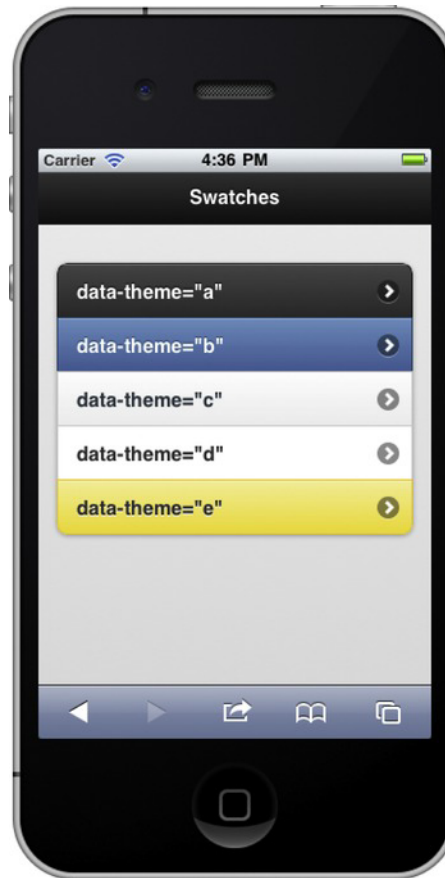 Carrier 4:36 PM
Swatches
data-theme="a"
data-theme="b"
data-theme="c"
data-theme="d"
data-theme="e"